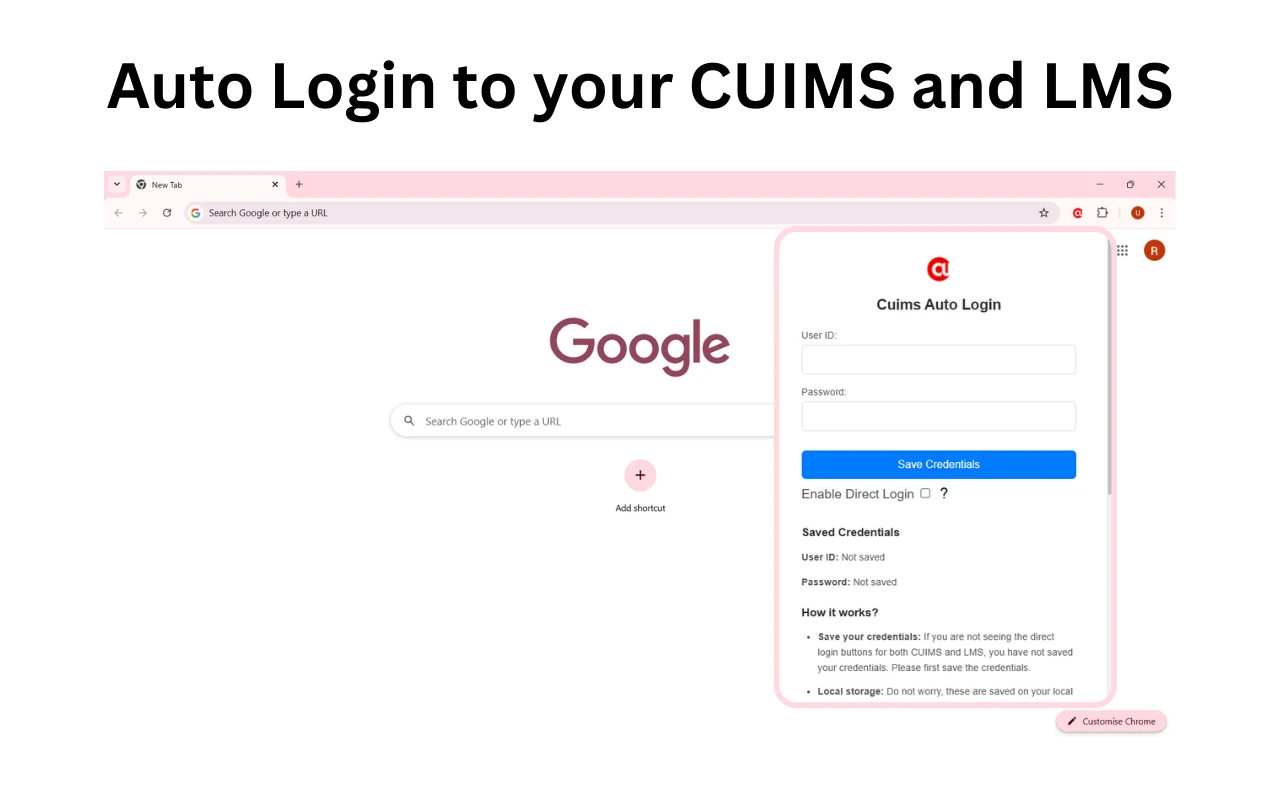 Auto Login to your CUIMS and LMS
New Tab
Search Google or type a URL
U
R
Cuims Auto Login
User ID:
Google
Password:
Search Google or type a URL
Save Credentials
Enable Direct Login ?
Add shortcut
Saved Credentials
User ID: Not saved
Password: Not saved
How it works?
• Save your credentials: If you are not seeing the direct
login buttons for both CUIMS and LMS, you have not saved
your credentials. Please first save the credentials.
• Local storage: Do not worry, these are saved on your local
Customise Chrome